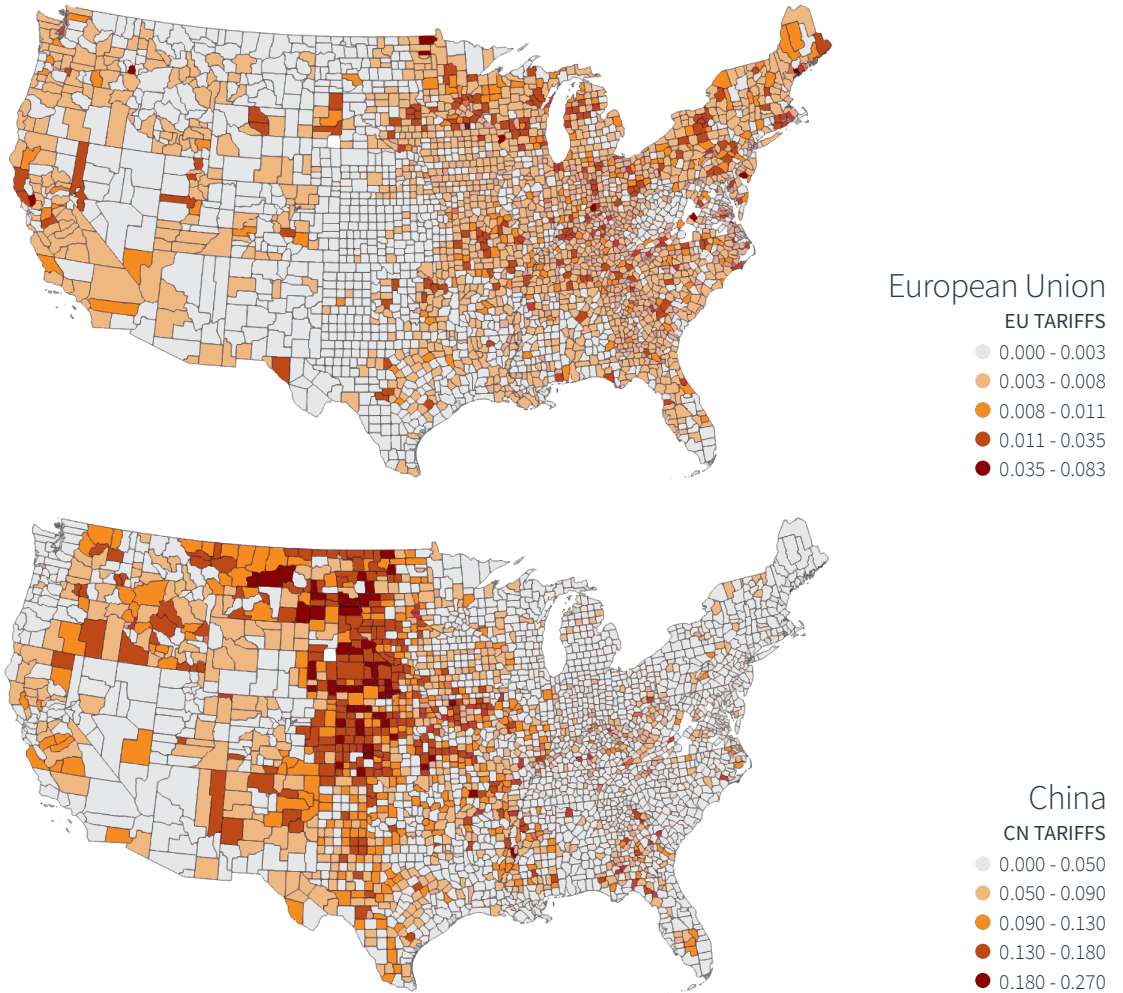 European Union
EU TARIFFS
0.000 - 0.003
0.003 - 0.008
0.008 - 0.011
0.011 - 0.035
0.035 - 0.083
China
CN TARIFFS
0.000 - 0.050
0.050 - 0.090
0.090 - 0.130
0.130 - 0.180
0.180 - 0.270